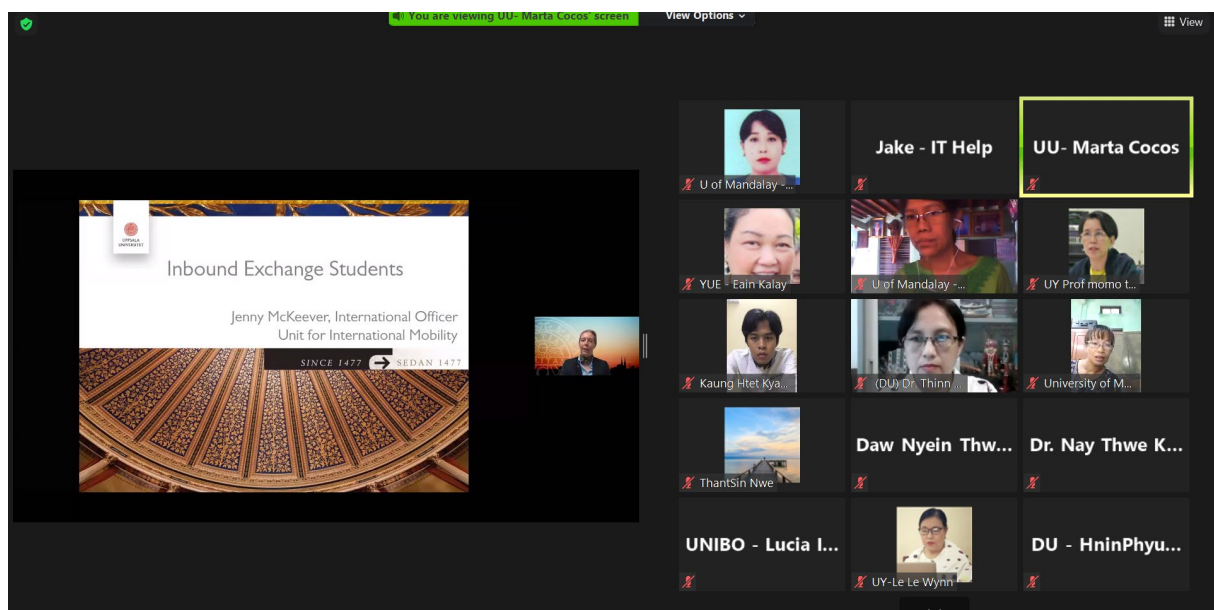 You are viewing UU- Marta Cocos' screen
View Options
View
UPPSALA
UNIVERSITET
Inbound Exchange Students
Jenny McKeever, International Officer
Unit for International Mobility
SINCE 1477 SEDAN 1477
U of Mandalay -...
Jake - IT Help
UU- Marta Cocos
YUE - Eain Kalay
U of Mandalay -...
UY Prof momo t...
Kaung Htet Kya...
(DU) Dr. Thinn ...
University of M...
ThantSin Nwe
Daw Nyein Thw...
Dr. Nay Thwe K...
UNIBO - Lucia I...
UY-Le Le Wynn
DU - HninPhyu...